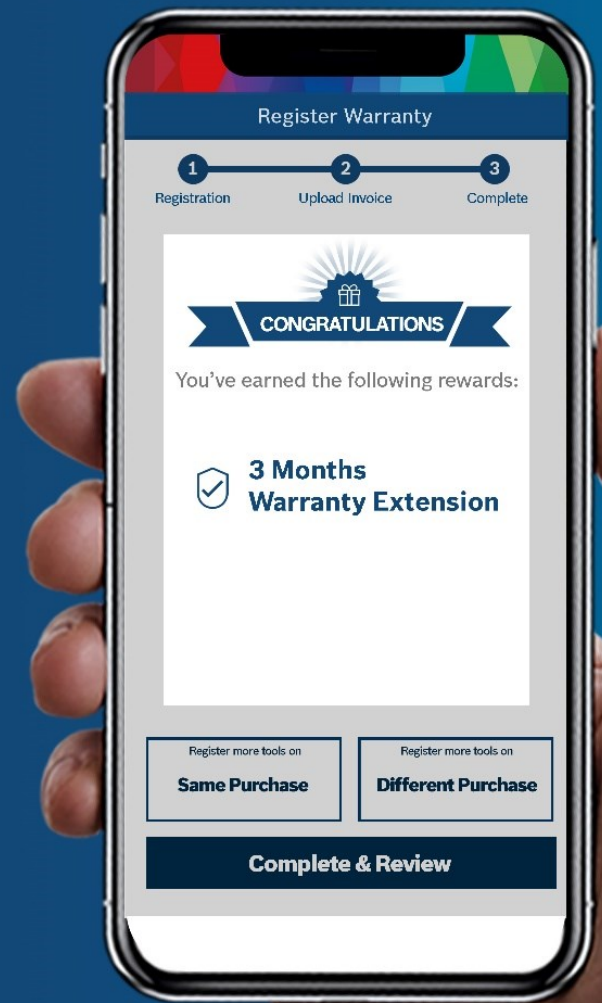 Register Warranty
1 2 3
Registration Upload Invoice Complete
CONGRATULATIONS
You've earned the following rewards:
3 Months
Warranty Extension
Register more tools on
Same Purchase
Register more tools on
Different Purchase
Complete & Review